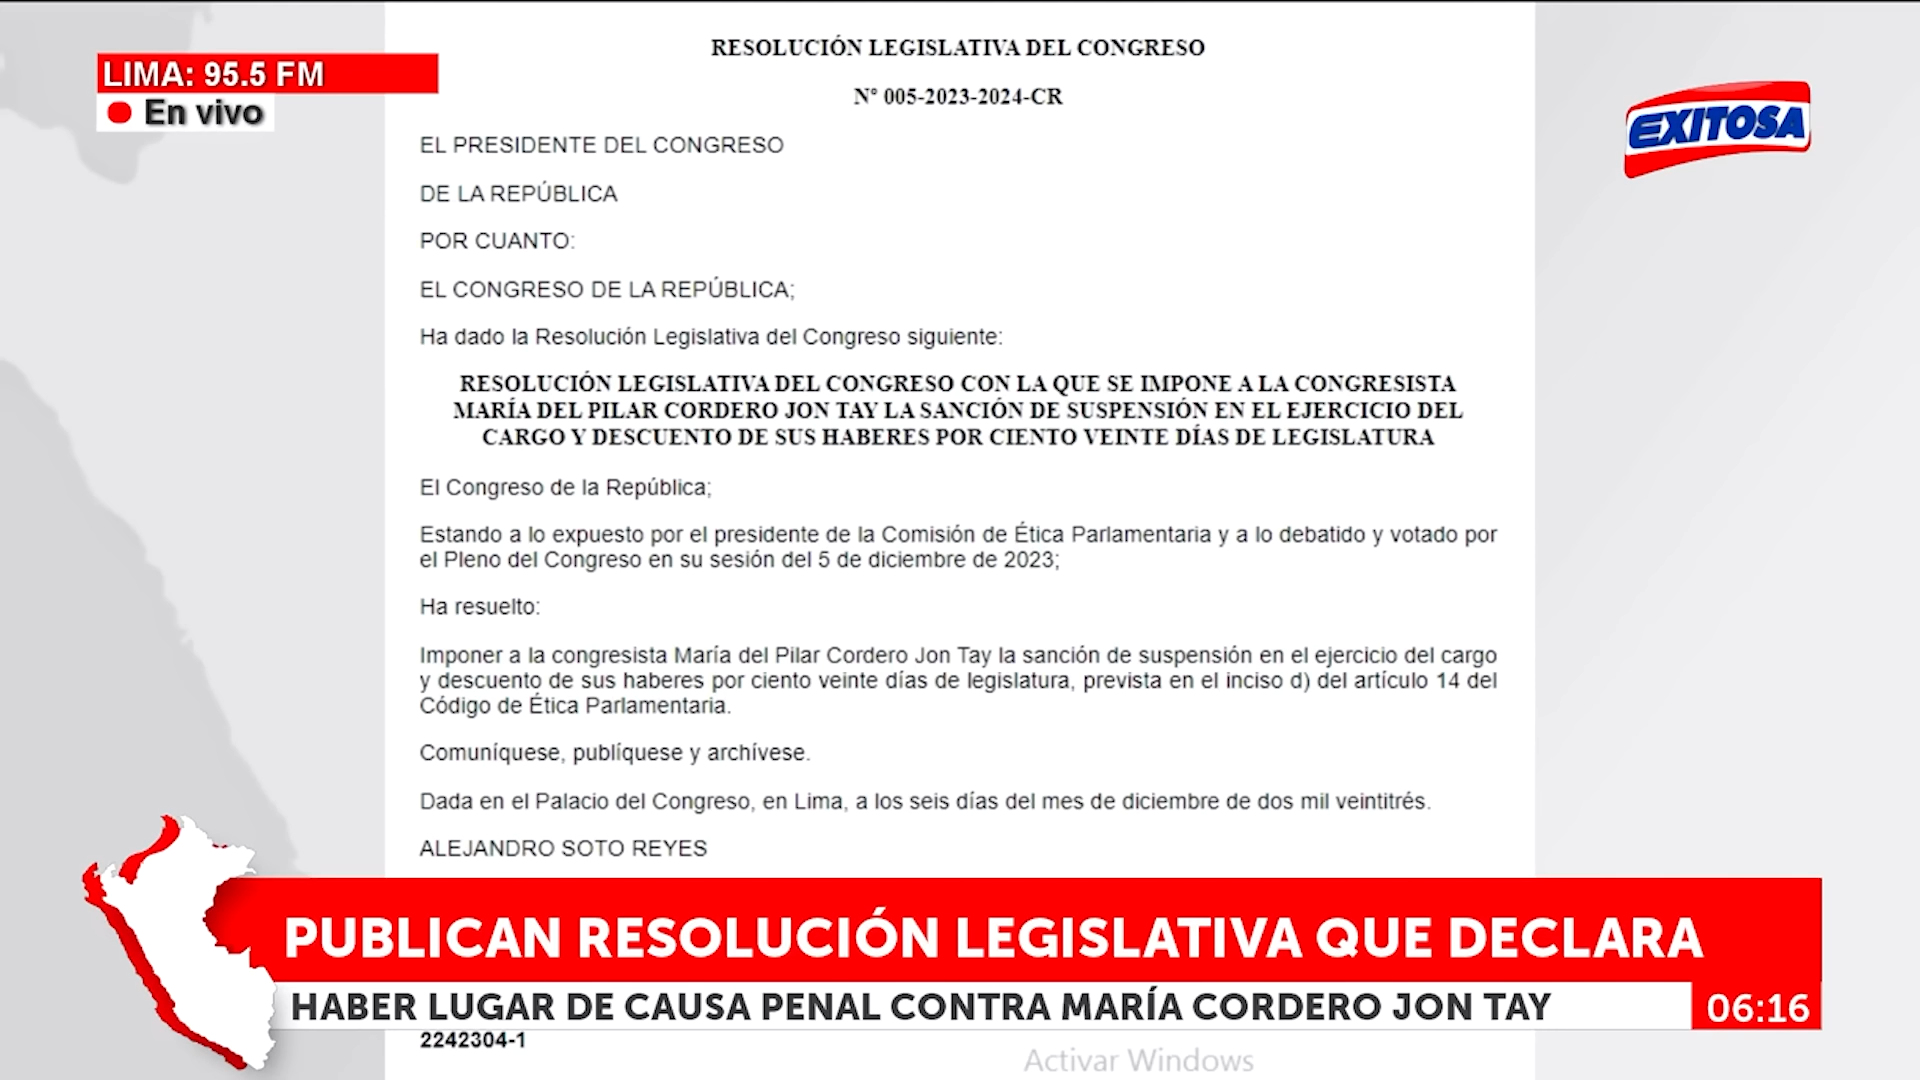 LIMA: 95.5 FM
En vivo
EXITOSA
RESOLUCIÓN LEGISLATIVA DEL CONGRESO
N° 005-2023-2024-CR
EL PRESIDENTE DEL CONGRESO
DE LA REPÚBLICA
POR CUANTO:
EL CONGRESO DE LA REPÚBLICA;
Ha dado la Resolución Legislativa del Congreso siguiente:
RESOLUCIÓN LEGISLATIVA DEL CONGRESO CON LA QUE SE IMPONE A LA CONGRESISTA
MARÍA DEL PILAR CORDERO JON TAY LA SANCIÓN DE SUSPENSIÓN EN EL EJERCICIO DEL
CARGO Y DESCUENTO DE SUS HABERES POR CIENTO VEINTE DÍAS DE LEGISLATURA
El Congreso de la República;
Estando a lo expuesto por el presidente de la Comisión de Ética Parlamentaria y a lo debatido y votado por
el Pleno del Congreso en su sesión del 5 de diciembre de 2023;
Ha resuelto:
Imponer a la congresista María del Pilar Cordero Jon Tay la sanción de suspensión en el ejercicio del cargo
y descuento de sus haberes por ciento veinte días de legislatura, prevista en el inciso d) del artículo 14 del
Código de Ética Parlamentaria.
Comuníquese, publíquese y archívese.
Dada en el Palacio del Congreso, en Lima, a los seis días del mes de diciembre de dos mil veintitrés.
ALEJANDRO SOTO REYES
PUBLICAN RESOLUCIÓN LEGISLATIVA QUE DECLARA
HABER LUGAR DE CAUSA PENAL CONTRA MARÍA CORDERO JON TAY
06:16
2242304-1
Activar Windows